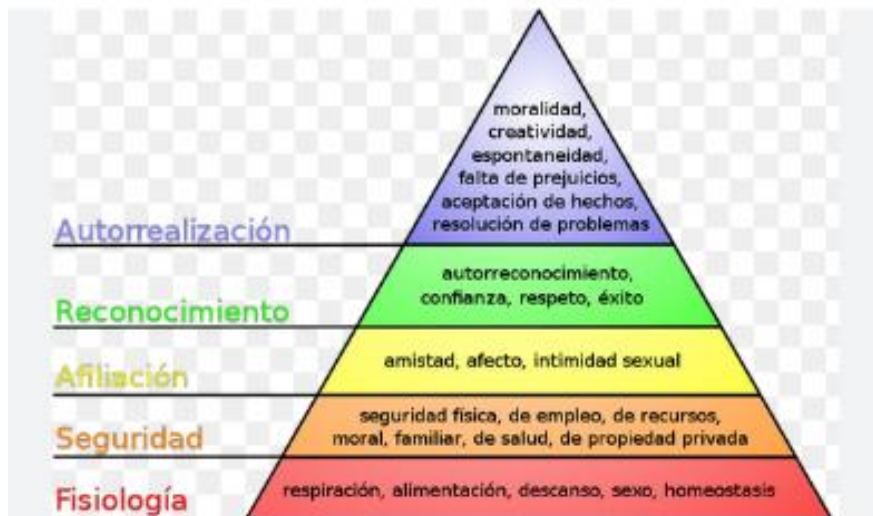 moralidad,
creatividad,
espontaneidad,
falta de prejuicios,
aceptación de hechos,
resolución de problemas
Autorrealización
autorreconocimiento,
confianza, respeto, éxito
Reconocimiento
amistad, afecto, intimidad sexual
Afiliación
seguridad física, de empleo, de recursos,
moral, familiar, de salud, de propiedad privada
Seguridad
respiración, alimentación, descanso, sexo, homeostasis
Fisiología